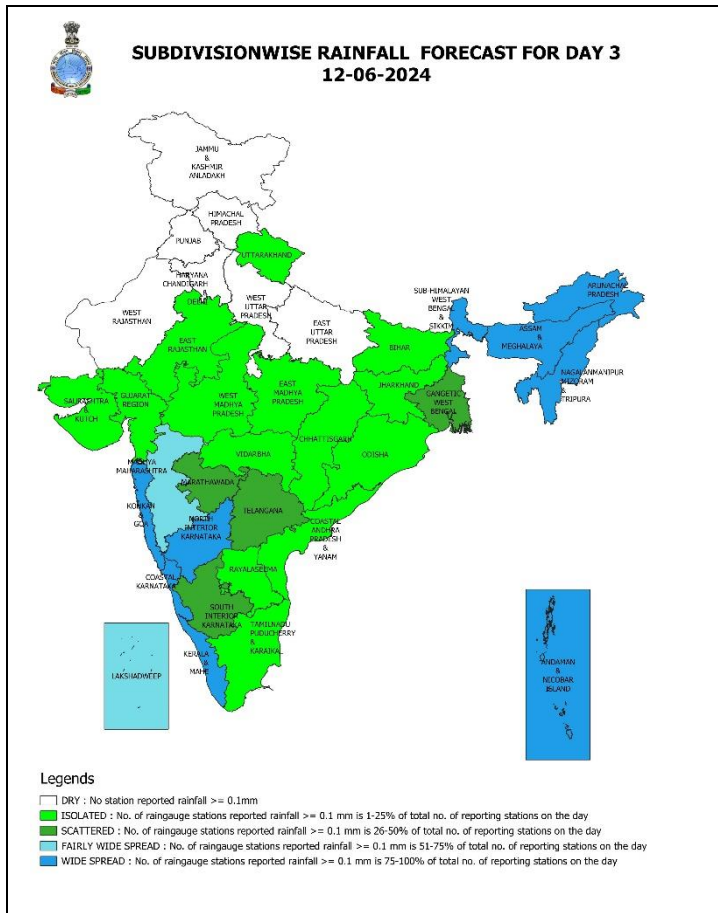 SUBDIVISIONWISE RAINFALL FORECAST FOR DAY 3
12-06-2024
JAMMU
&
KASHMIR
ANLADAKH
HIMACHAL
PRADESH
PUNJAB
UTTARAKHAND
HARYANA
CHANDIGARH
&
DELHI
WEST
UTTAR
PRADESH
WEST
RAJASTHAN
EAST
UTTAR
PRADESH
SUB-HIMALAYAN
WEST
BENGAL
&
SIKKIM
ARUNACHAL
PRADESH
ASSAM
&
MEGHALAYA
EAST
RAJASTHAN
BIHAR
NAGALANMANIPUR
MIZORAM
&
TRIPURA
SAURASHTRA
&
KUTCH
GUJARAT
REGION
WEST
MADHYA
PRADESH
EAST
MADHYA
PRADESH
JHARKHAND
GANGETIC
WEST
BENGAL
CHHATTISGARH
VIDARBHA
ODISHA
MADHYA
MAHARASHTRA
MARATHAWADA
KONKAN
&
GOA
NORTH
INTERIOR
KARNATAKA
TELANGANA
COASTAL
ANDHRA
PRADESH
&
YANAM
COASTAL
KARNATAKA
RAYALASEEMA
SOUTH
INTERIOR
KARNATAKA
TAMILNADU
PUDUCHERRY
&
KARAIKAL
KERALA
&
MAHE
LAKSHADWEEP
ANDAMAN
&
NICOBAR
ISLAND
Legends
DRY : No station reported rainfall >= 0.1mm
ISOLATED : No. of raingauge stations reported rainfall >= 0.1 mm is 1-25% of total no. of reporting stations on the day
SCATTERED : No. of raingauge stations reported rainfall >= 0.1 mm is 26-50% of total no. of reporting stations on the day
FAIRLY WIDE SPREAD : No. of raingauge stations reported rainfall >= 0.1 mm is 51-75% of total no. of reporting stations on the day
WIDE SPREAD : No. of raingauge stations reported rainfall >= 0.1 mm is 75-100% of total no. of reporting stations on the day